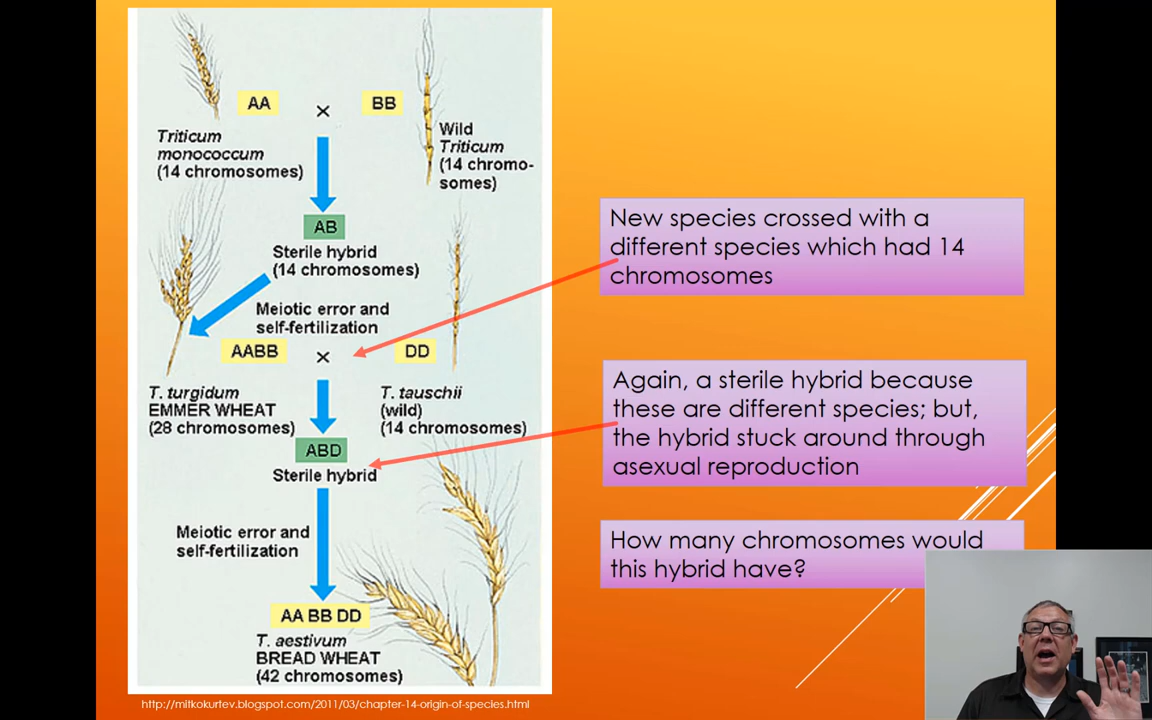 AA
×
BB
Triticum
monococcum
(14 chromosomes)
Wild
Triticum
(14 chromo-
somes)
AB
Sterile hybrid
(14 chromosomes)
Meiotic error and
self-fertilization
AABB
×
DD
T. turgidum
EMMER WHEAT
(28 chromosomes)
T. tauschii
(wild)
(14 chromosomes)
ABD
Sterile hybrid
Meiotic error and
self-fertilization
AA BB DD
T. aestivum
BREAD WHEAT
(42 chromosomes)
http://mitkokurtev.blogspot.com/2011/03/chapter-14-origin-of-species.html
New species crossed with a
different species which had 14
chromosomes
Again, a sterile hybrid because
these are different species; but,
the hybrid stuck around through
asexual reproduction
How many chromosomes would
this hybrid have?